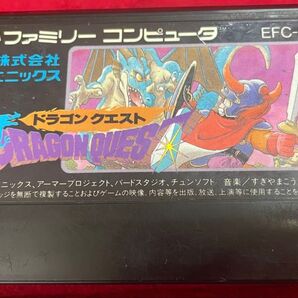 ファミリー コンピュータ EFC-
株式会社
エニックス
ドラゴン クエスト
DRAGON QUEST
ニックス、アーマープロジェクト、バードスタジオ、チュンソフト 音楽/すぎやまこう
ッジを無断で複製することおよびゲームの映像、内容等を出版、放送、上演等に使用することを